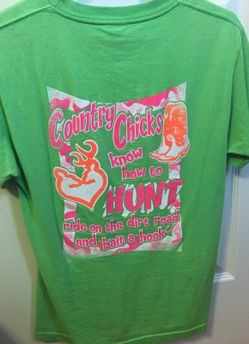 Country Chicks
know
how to
HUNT
ride on the dirt road
and bait a hook